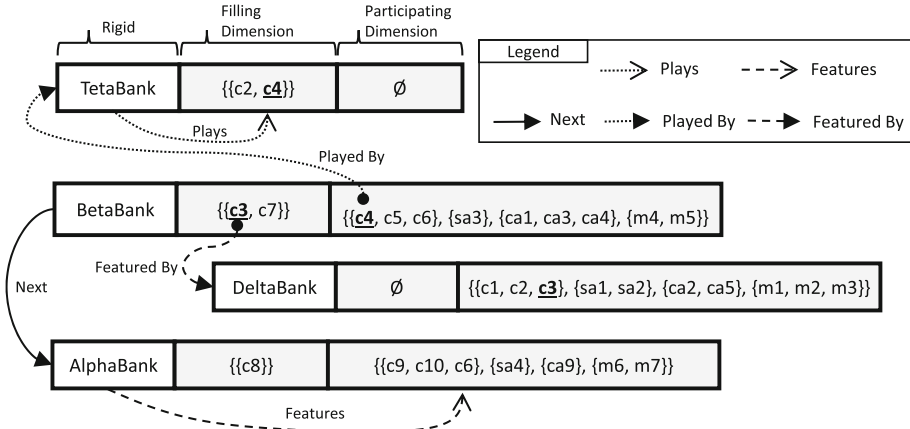 Rigid
Filling
Dimension
Participating
Dimension
Legend
Plays
Features
Next
Played By
Featured By
TetaBank
{{c2, c4}}
∅
Plays
Played By
BetaBank
{{c3, c7}}
{{c4, c5, c6}, {sa3}, {ca1, ca3, ca4}, {m4, m5}}
Featured By
Next
DeltaBank
∅
{{c1, c2, c3}, {sa1, sa2}, {ca2, ca5}, {m1, m2, m3}}
AlphaBank
{{c8}}
{{c9, c10, c6}, {sa4}, {ca9}, {m6, m7}}
Features